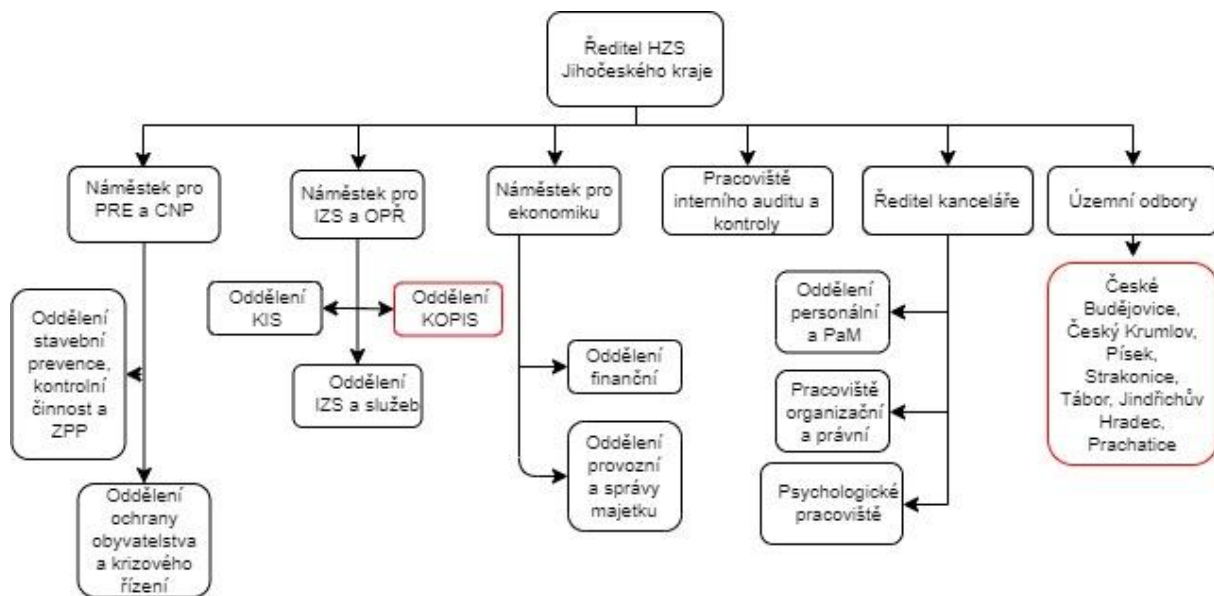 Ředitel HZS
Jihočeského kraje
Náměstek pro
PRE a CNP
Náměstek pro
IZS a OPŘ
Náměstek pro
ekonomiku
Pracoviště
interního auditu a
kontroly
Ředitel kanceláře
Územní odbory
Oddělení
stavební
prevence,
kontrolní
činnost a
ZPP
Oddělení
ochrany
obyvatelstva
a krizového
řízení
Oddělení
KIS
Oddělení
KOPIS
Oddělení
IZS a služeb
Oddělení
finanční
Oddělení
provozní
a správy
majetku
Oddělení
personální
a PaM
Pracoviště
organizační
a právní
Psychologické
pracoviště
České
Budějovice,
Český Krumlov,
Písek,
Strakonice,
Tábor, Jindřichův
Hradec,
Prachatice